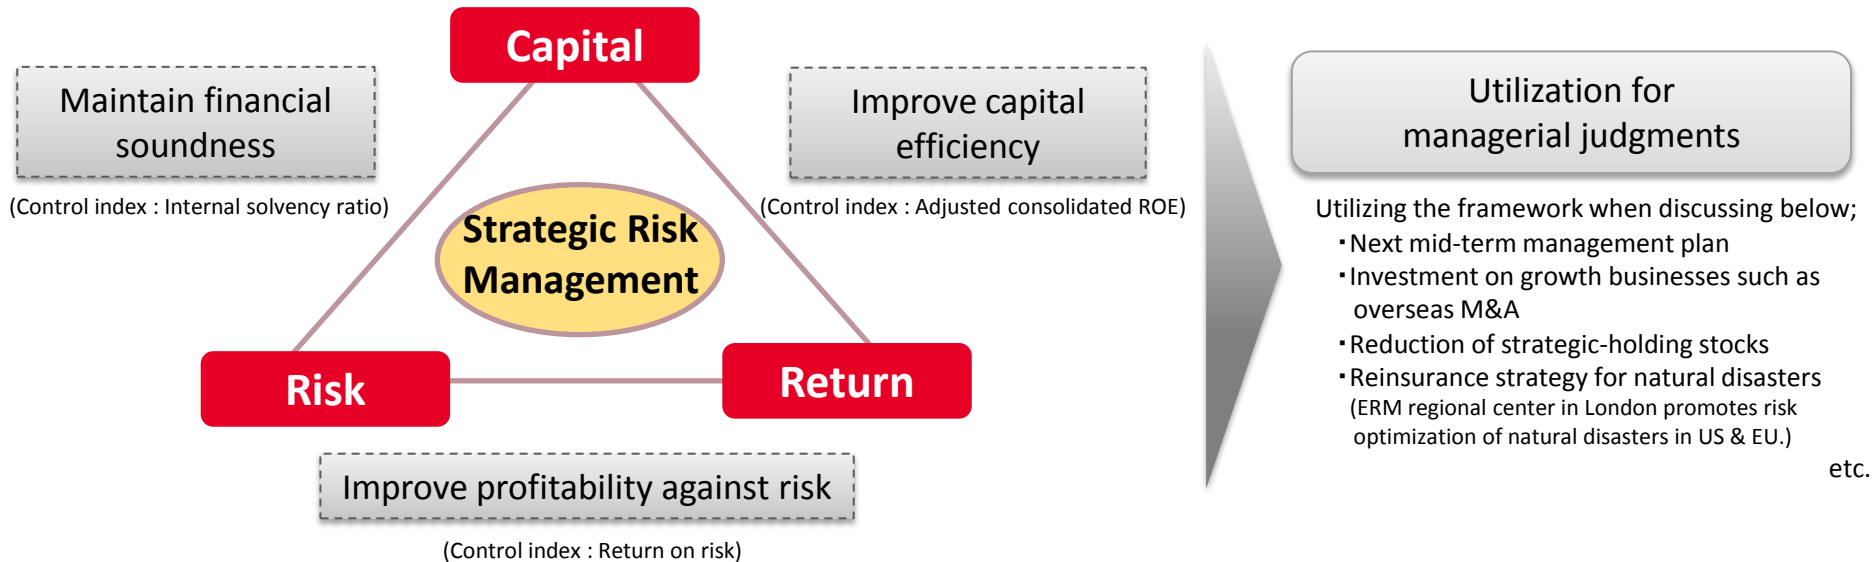 Capital
Maintain financial
soundness
(Control index : Internal solvency ratio)
Improve capital
efficiency
(Control index : Adjusted consolidated ROE)
Strategic Risk
Management
Risk
Return
Improve profitability against risk
(Control index : Return on risk)
Utilization for
managerial judgments
Utilizing the framework when discussing below;
・Next mid-term management plan
・Investment on growth businesses such as
overseas M&A
・Reduction of strategic-holding stocks
・Reinsurance strategy for natural disasters
(ERM regional center in London promotes risk
optimization of natural disasters in US & EU.)
etc.